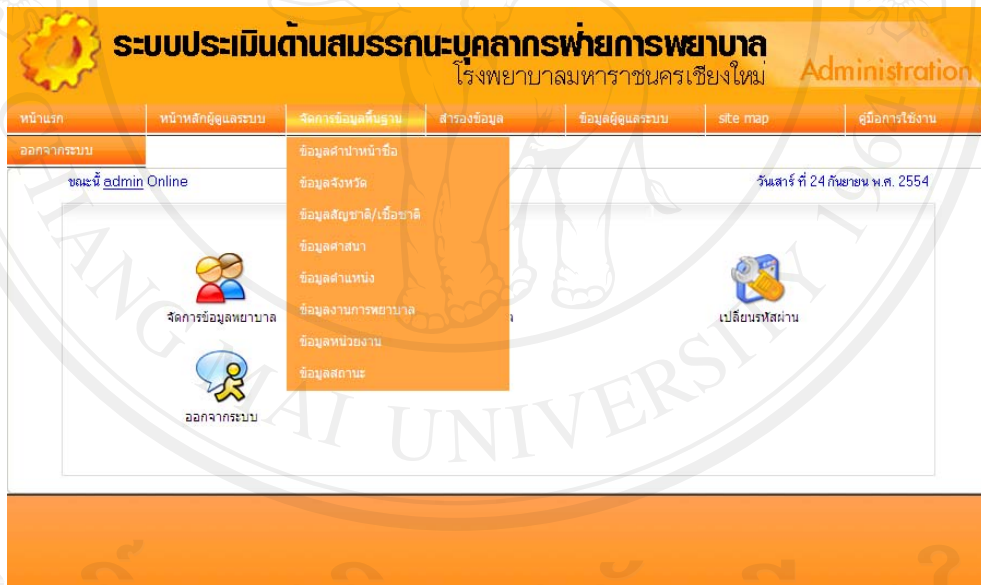 ระบบประเมินด้านสมรรถนะบุคลากรฝ่ายการพยาบาล
โรงพยาบาลมหาราชนครเชียงใหม่
Administration
หน้าแรก หน้าหลักผู้ดูแลระบบ จัดการข้อมูลพื้นฐาน สำรองข้อมูล ข้อมูลผู้ดูแลระบบ site map คู่มือการใช้งาน
ออกจากระบบ
ข้อมูลคำนำหน้าชื่อ
ข้อมูลจังหวัด
ข้อมูลสัญชาติ/เชื้อชาติ
ข้อมูลศาสนา
ข้อมูลตำแหน่ง
ข้อมูลงานการพยาบาล
ข้อมูลหน่วยงาน
ข้อมูลสถานะ
ขณะนี้ admin Online
วันเสาร์ ที่ 24 กันยายน พ.ศ. 2554
จัดการข้อมูลพยาบาล
เปลี่ยนรหัสผ่าน
ออกจากระบบ
CHIANG MAI UNIVERSITY 1964